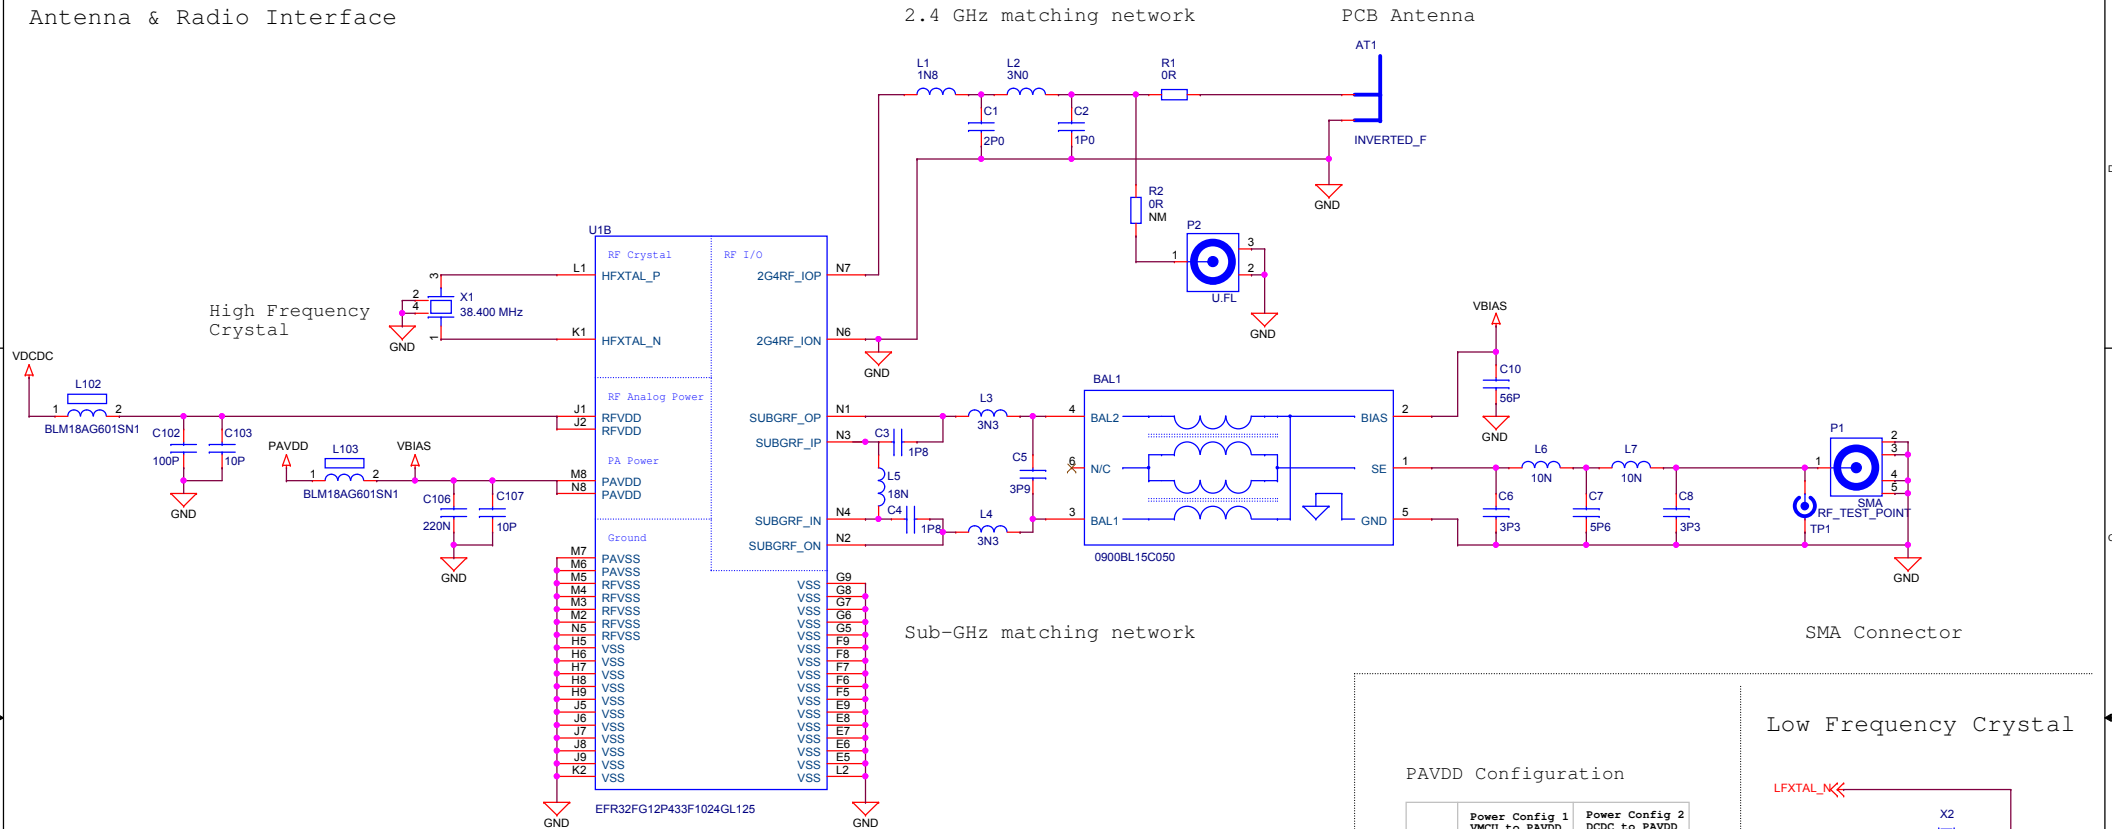 Antenna & Radio Interface
2.4 GHz matching network
PCB Antenna
AT1
INVERTED_F
L1
1N8
L2
3N0
R1
0R
C1
2P0
C2
1P0
GND
R2
0R
NM
P2
1
3
2
U.FL
GND
U1B
RF Crystal
RF I/O
L1
HFXTAL_P
K1
HFXTAL_N
N7
2G4RF_IOP
N6
2G4RF_ION
GND
High Frequency
Crystal
3
2
4
1
X1
38.400 MHz
GND
VDCDC
L102
1
2
BLM18AG601SN1
C102
100P
C103
10P
GND
PAVDD
L103
1
2
BLM18AG601SN1
VBIAS
C106
220N
C107
10P
GND
RF Analog Power
J1
RFVDD
J2
RFVDD
PA Power
M8
PAVDD
N8
PAVDD
Ground
M7
PAVSS
M6
PAVSS
M5
RFVSS
M4
RFVSS
M3
RFVSS
M2
RFVSS
N5
RFVSS
H5
VSS
H6
VSS
H7
VSS
H8
VSS
H9
VSS
J5
VSS
J6
VSS
J7
VSS
J8
VSS
J9
VSS
K2
VSS
GND
N1
SUBGRF_OP
N3
SUBGRF_IP
N4
SUBGRF_IN
N2
SUBGRF_ON
VSS
G9
VSS
G8
VSS
G7
VSS
G6
VSS
G5
VSS
F9
VSS
F8
VSS
F7
VSS
F6
VSS
F5
VSS
E9
VSS
E8
VSS
E7
VSS
E6
VSS
E5
VSS
L2
GND
EFR32FG12P433F1024GL125
C3
1P8
L5
18N
C4
1P8
L3
3N3
L4
3N3
C5
3P9
BAL1
4
BAL2
6
N/C
3
BAL1
BIAS
2
SE
1
GND
5
0900BL15C050
VBIAS
C10
56P
GND
L6
10N
L7
10N
C6
3P3
C7
5P6
C8
3P3
P1
1
2
3
4
5
SMA
RF_TEST_POINT
TP1
GND
Sub-GHz matching network
SMA Connector
Low Frequency Crystal
LFXTAL_N
X2
PAVDD Configuration
Power Config 1
VMCU to PAVDD
Power Config 2
DCDC to PAVDD